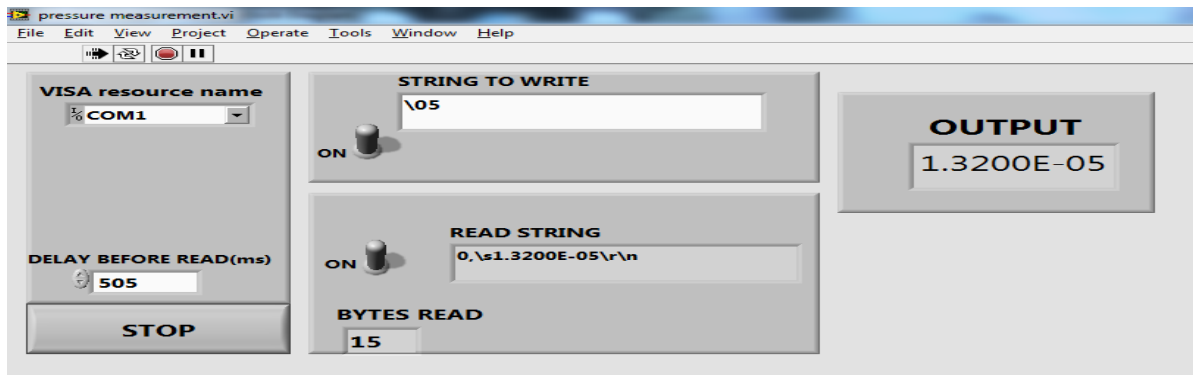 pressure measurement.vi
File Edit View Project Operate Tools Window Help
VISA resource name
COM1
DELAY BEFORE READ(ms)
505
STOP
STRING TO WRITE
\05
ON
READ STRING
0,\s1.3200E-05\r\n
ON
BYTES READ
15
OUTPUT
1.3200E-05